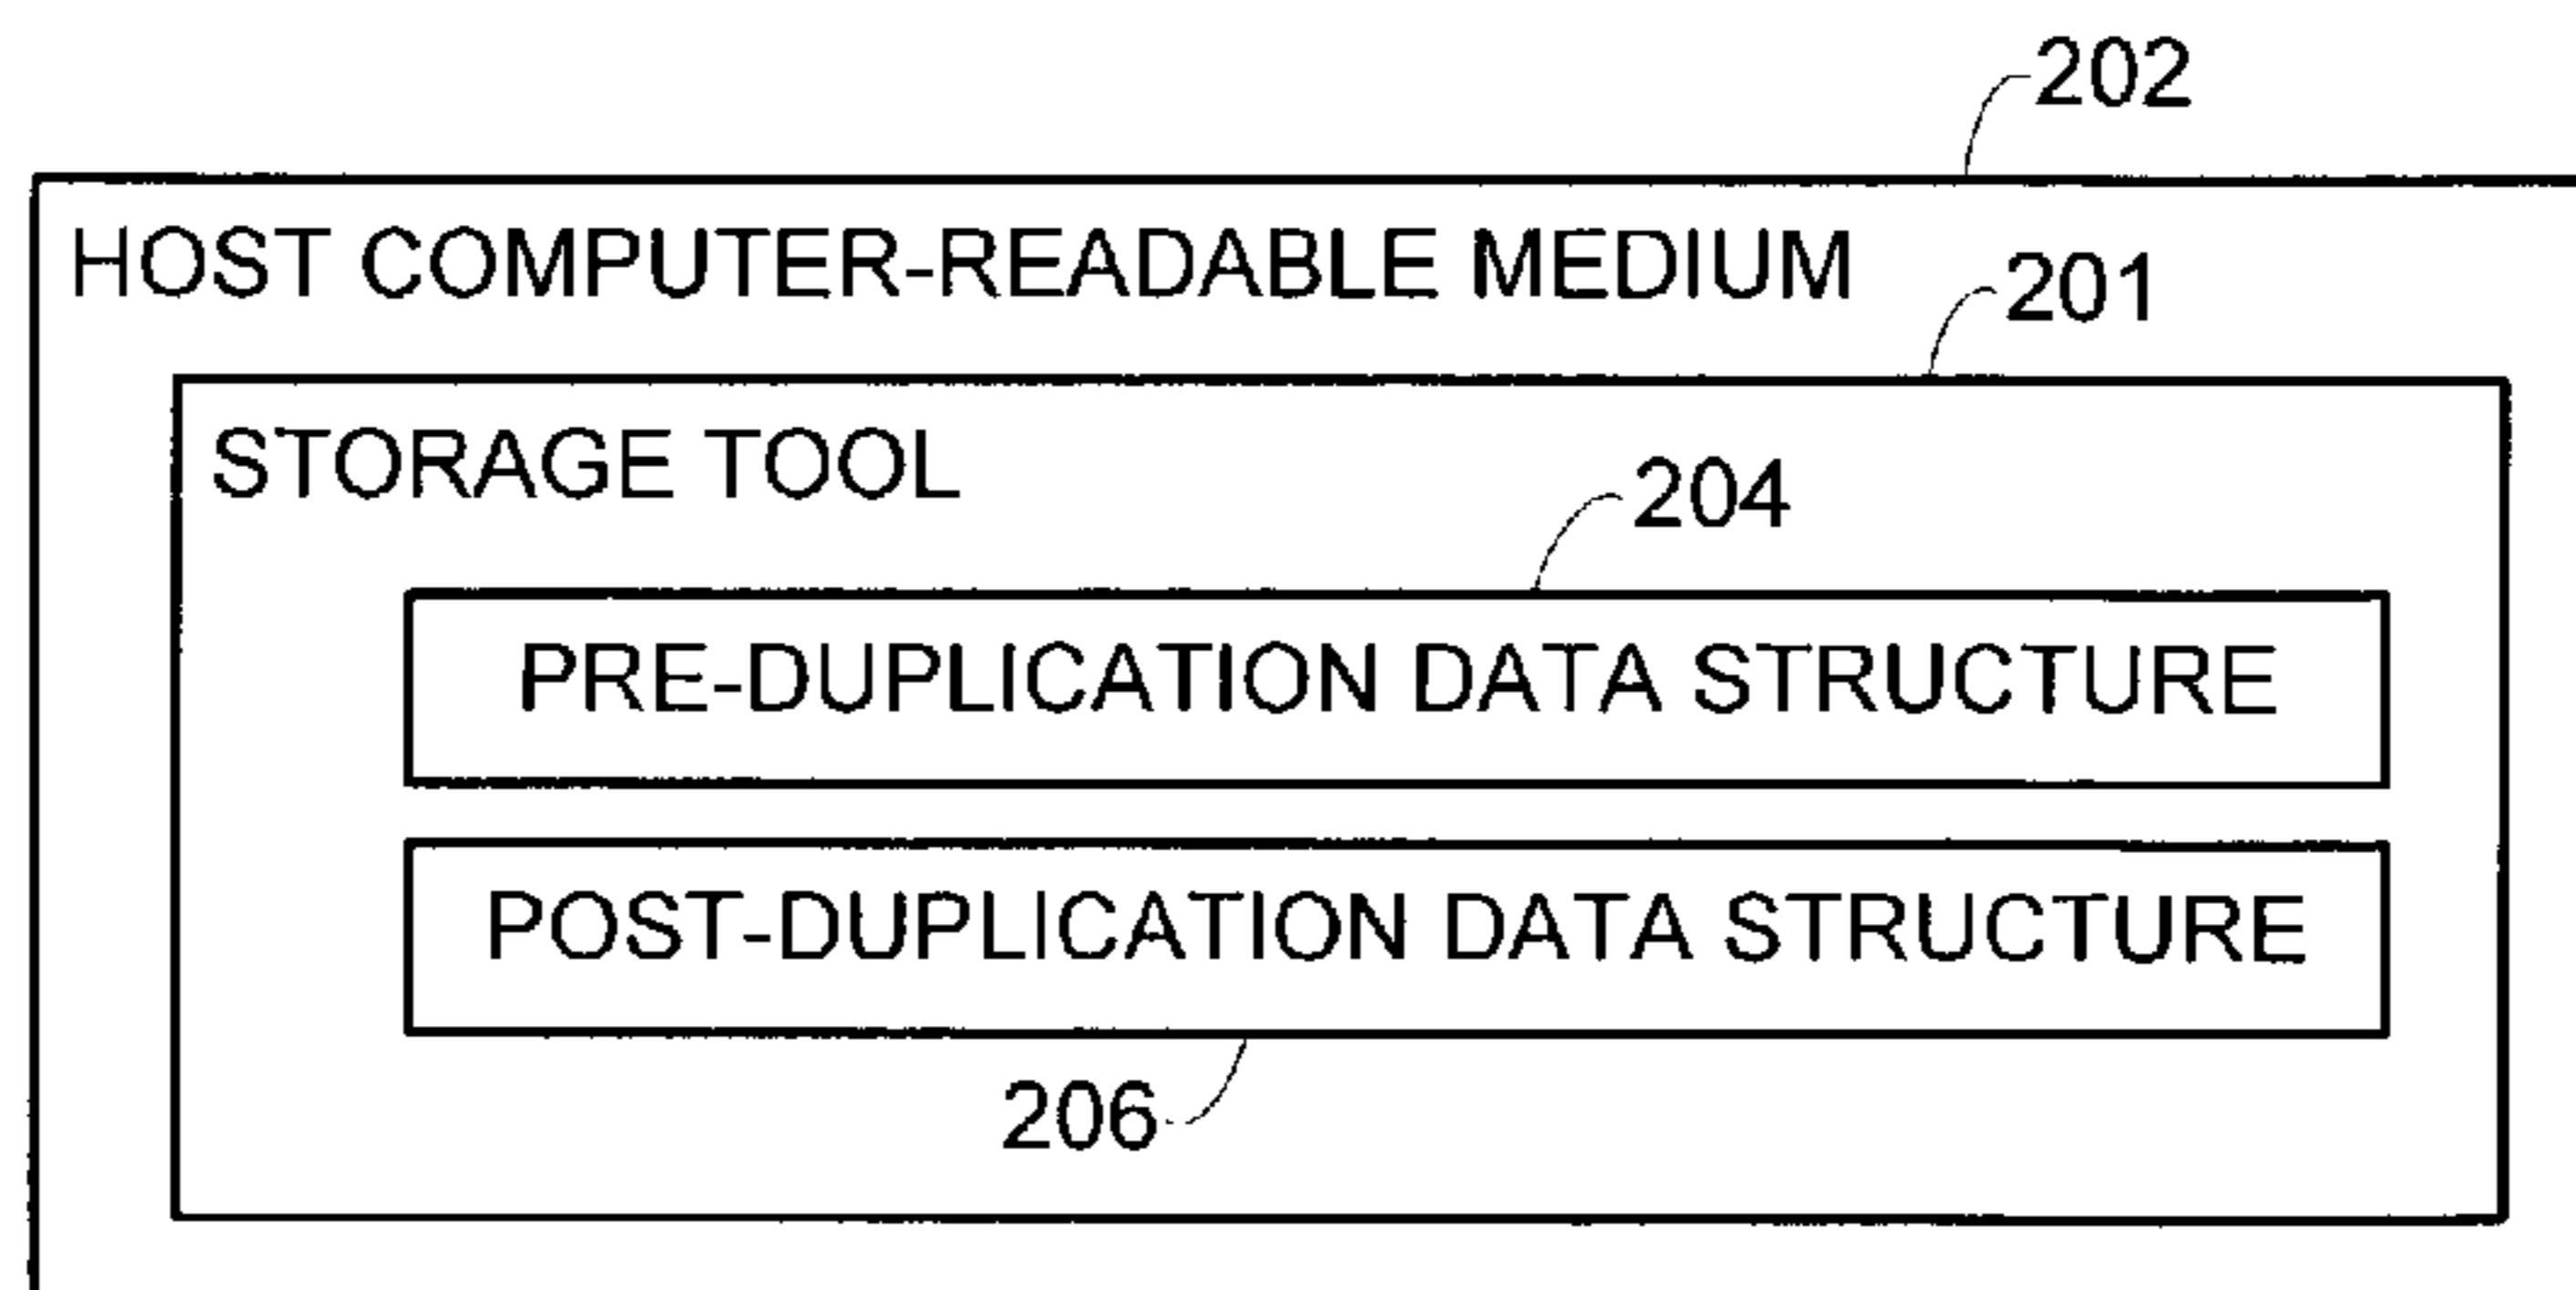 202
HOST COMPUTER-READABLE MEDIUM
201
STORAGE TOOL
204
PRE-DUPLICATION DATA STRUCTURE
POST-DUPLICATION DATA STRUCTURE
206